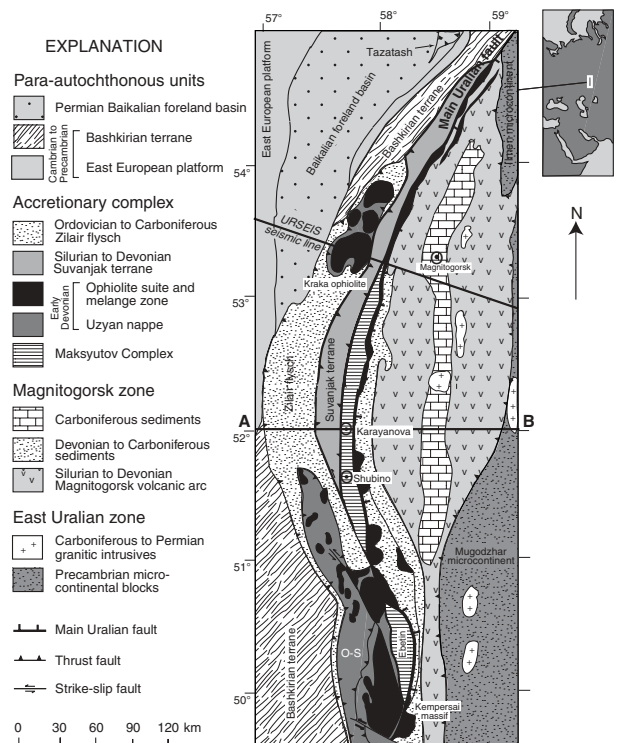 EXPLANATION
Para-autochthonous units
Permian Baikalian foreland basin
Cambrian to
Precambrian
Bashkirian terrane
East European platform
Accretionary complex
Ordovician to Carboniferous
Zilair flysch
Silurian to Devonian
Suvanjak terrane
Early
Devonian
Ophiolite suite and
melange zone
Uzyan nappe
Maksyutov Complex
Magnitogorsk zone
Carboniferous sediments
Devonian to Carboniferous
sediments
Silurian to Devonian
Magnitogorsk volcanic arc
East Uralian zone
Carboniferous to Permian
granitic intrusives
Precambrian micro-
continental blocks
Main Uralian fault
Thrust fault
Strike-slip fault
0 30 60 90 120 km
57° 58° 59°
54°
53°
52°
51°
50°
A B
East European platform
Baikalian foreland basin
Tazatash
Bashkirian terrane
Main Uralian fault
Ilmen microcontinent
URSEIS
seismic line
Kraka ophiolite
Magnitogorsk
Zilair flysch
Suvanjak terrane
Karayanova
Shubino
Mugodzhar
microcontinent
Bashkirian terrane
O-S
Ebetin
Kempersai
massif
N